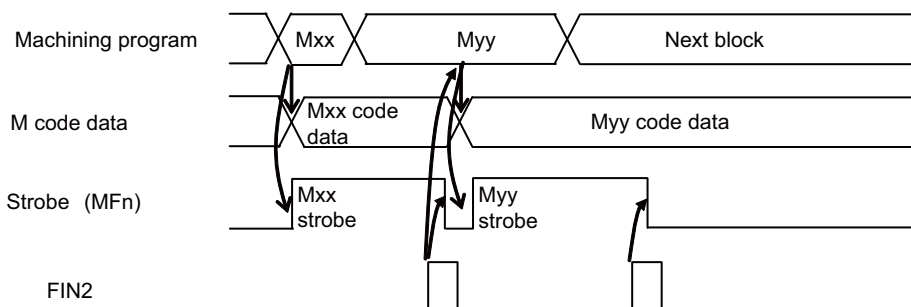 Machining program
Mxx
Myy
Next block
M code data
Mxx code
data
Myy code data
Strobe (MFn)
Mxx
strobe
Myy
strobe
FIN2